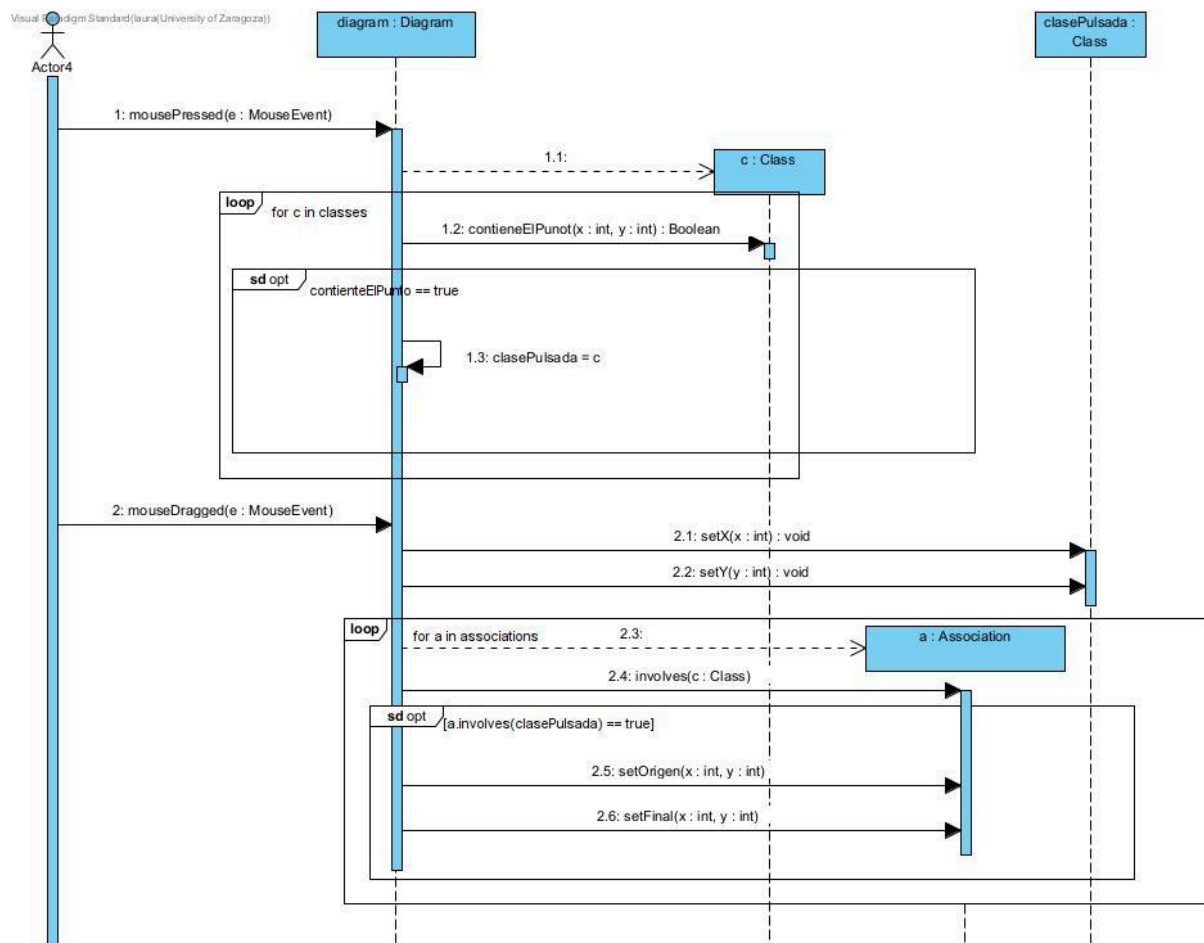 Visual Paradigm Standard(laura(University of Zaragoza))
Actor4
diagram : Diagram
clasePulsada :
Class
1: mousePressed(e : MouseEvent)
1.1:
c : Class
loop
for c in classes
1.2: contieneElPunot(x : int, y : int) : Boolean
sd opt
contienteElPunto == true
1.3: clasePulsada = c
2: mouseDragged(e : MouseEvent)
2.1: setX(x : int) : void
2.2: setY(y : int) : void
loop
for a in associations
2.3:
a : Association
2.4: involves(c : Class)
sd opt
[a.involves(clasePulsada) == true]
2.5: setOrigen(x : int, y : int)
2.6: setFinal(x : int, y : int)